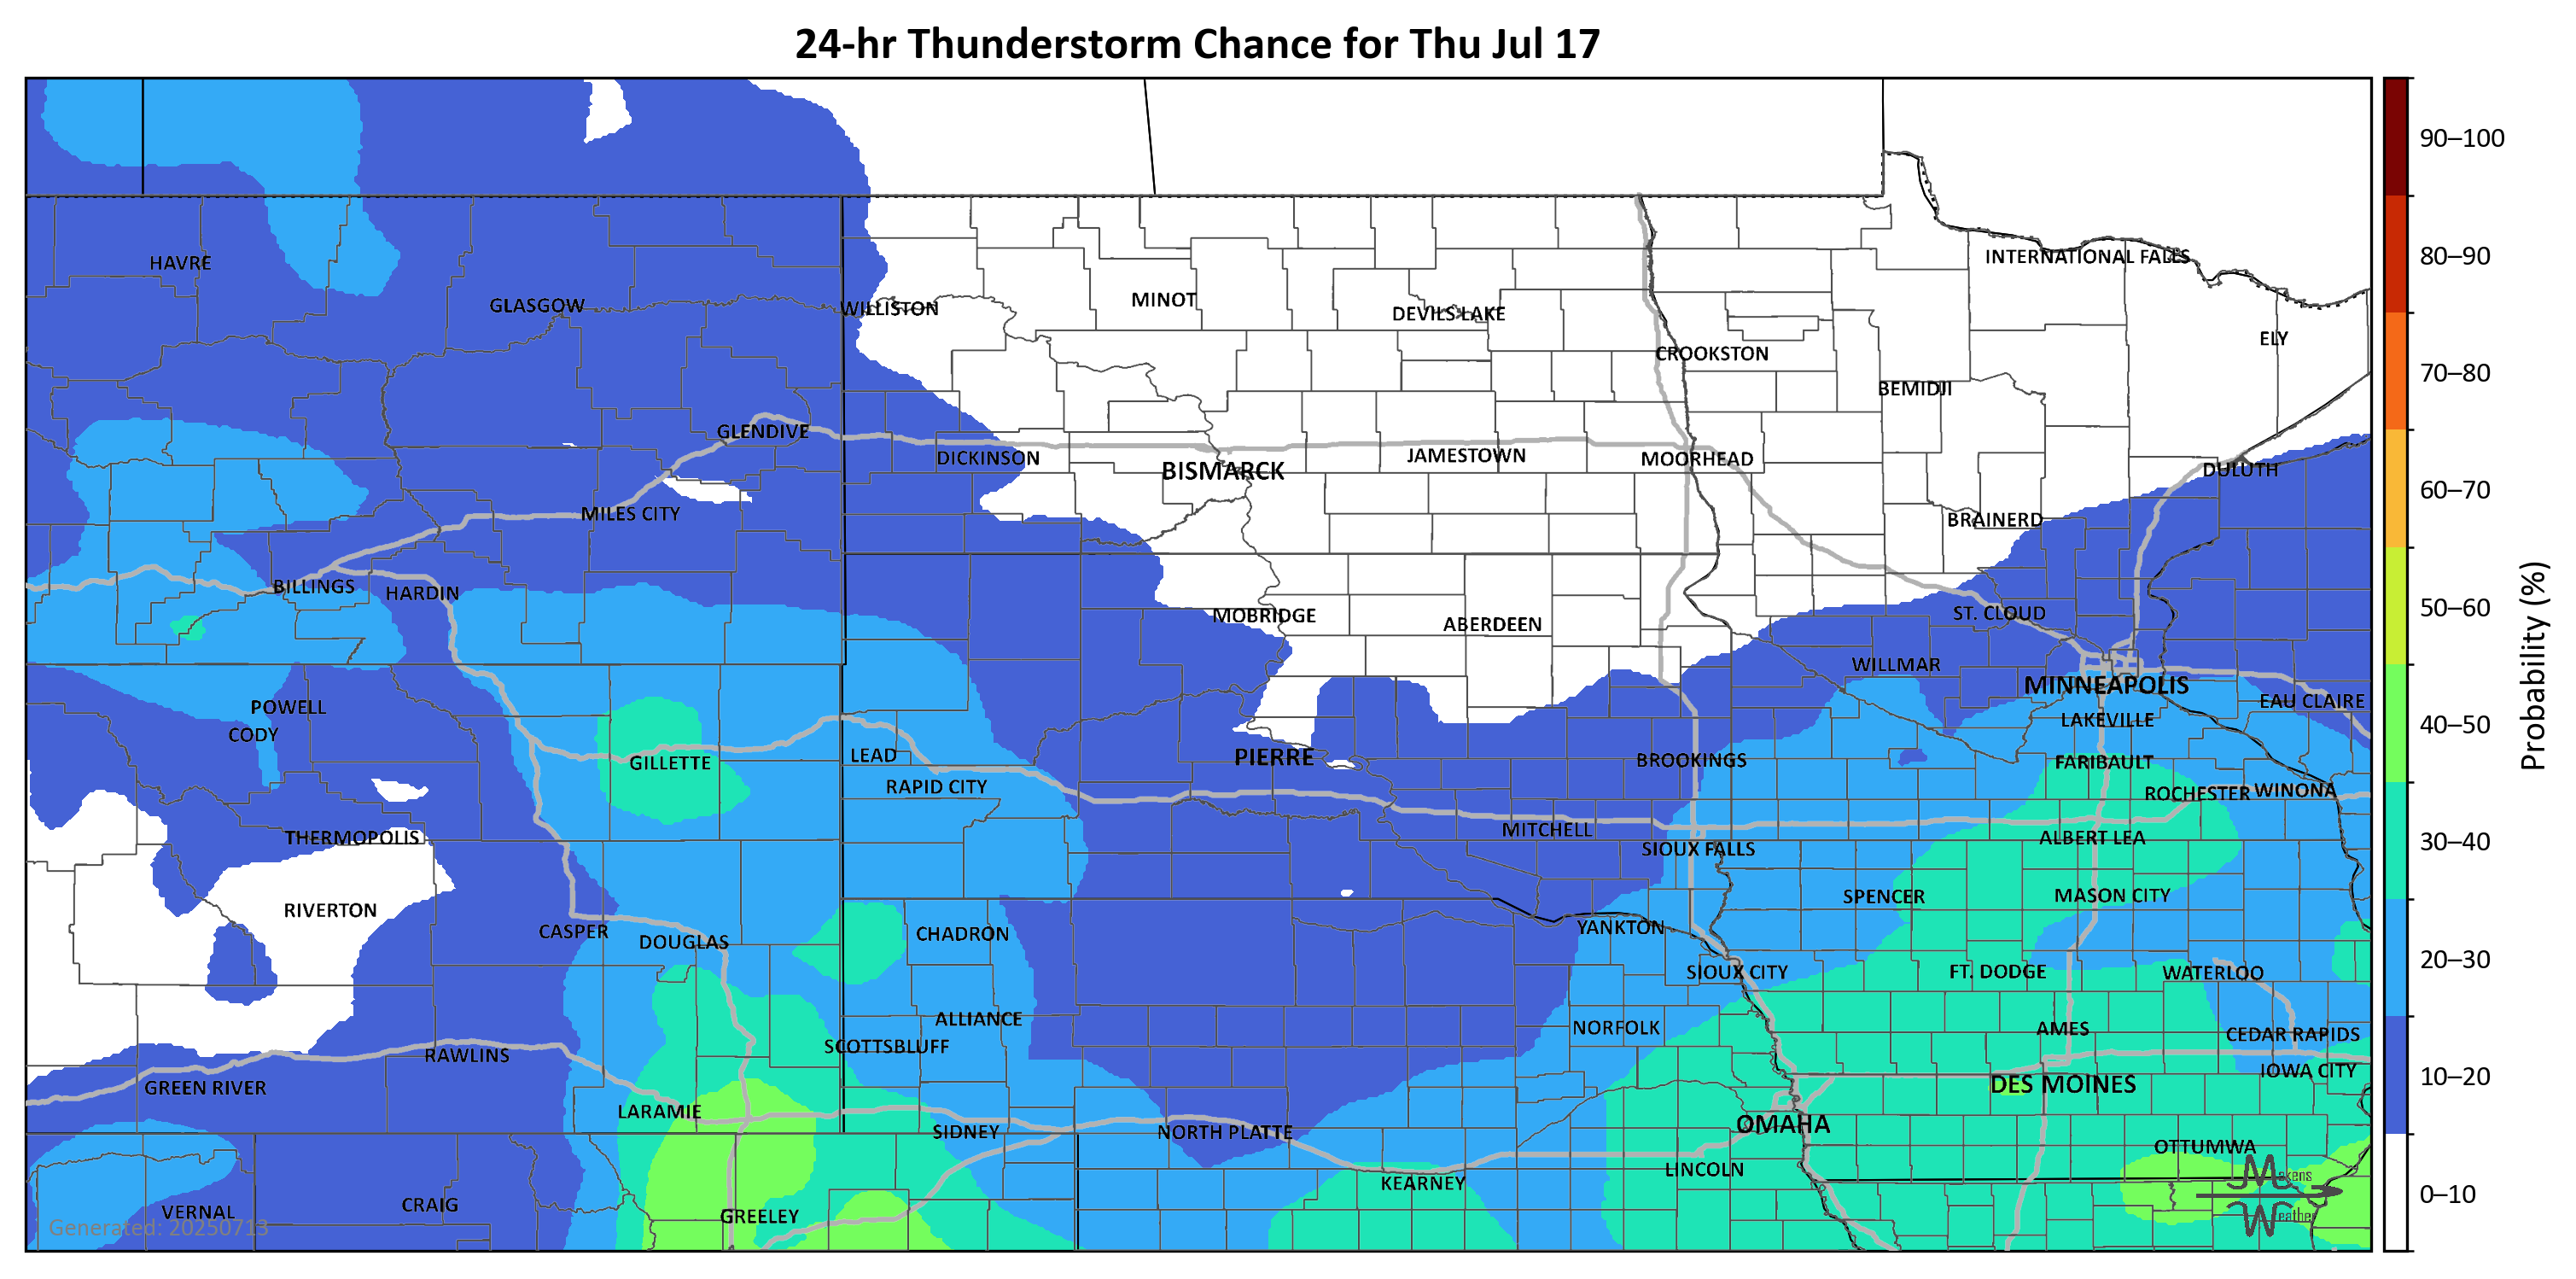 24-hr Thunderstorm Chance for Thu Jul 17
90–100
80–90
70–80
60–70
50–60
40–50
30–40
20–30
10–20
0–10
Probability (%)
HAVRE
GLASGOW
WILLISTON
MINOT
DEVILS LAKE
INTERNATIONAL FALLS
ELY
CROOKSTON
BEMIDJI
GLENDIVE
DICKINSON
BISMARCK
JAMESTOWN
MOORHEAD
DULUTH
MILES CITY
BRAINERD
BILLINGS
HARDIN
MOBRIDGE
ABERDEEN
ST. CLOUD
WILLMAR
MINNEAPOLIS
EAU CLAIRE
POWELL
CODY
LAKEVILLE
GILLETTE
LEAD
PIERRE
BROOKINGS
FARIBAULT
RAPID CITY
ROCHESTER
WINONA
THERMOPOLIS
MITCHELL
ALBERT LEA
SIOUX FALLS
RIVERTON
SPENCER
MASON CITY
CASPER
DOUGLAS
CHADRON
YANKTON
SIOUX CITY
FT. DODGE
WATERLOO
ALLIANCE
NORFOLK
AMES
CEDAR RAPIDS
SCOTTSBLUFF
RAWLINS
GREEN RIVER
DES MOINES
IOWA CITY
LARAMIE
SIDNEY
NORTH PLATTE
OMAHA
OTTUMWA
LINCOLN
KEARNEY
VERNAL
CRAIG
GREELEY
Makens
Weather
Generated: 20250713